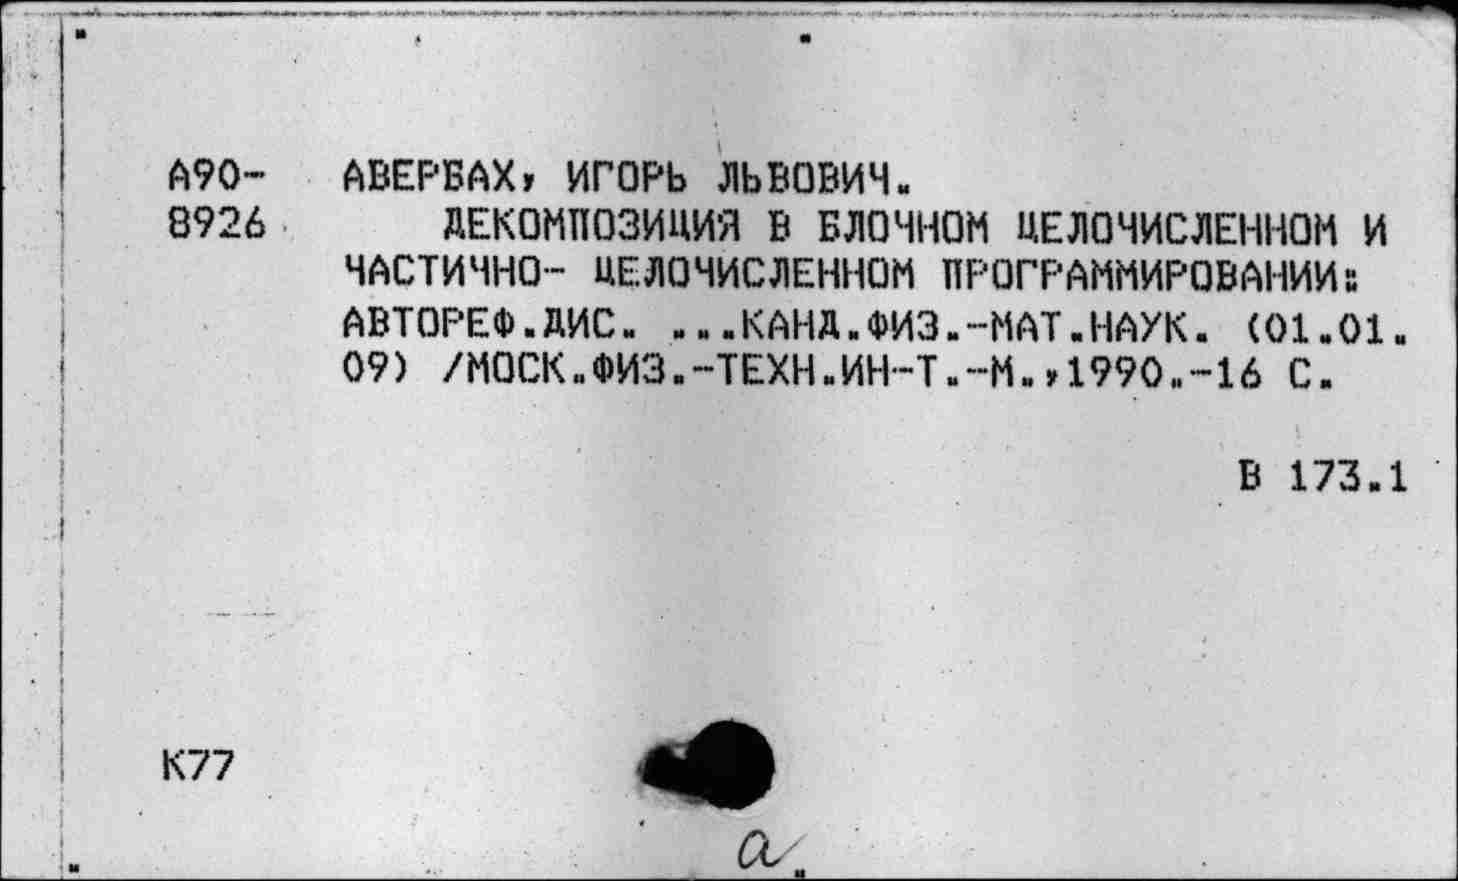 А90- АВЕРБАХ, ИГОРЬ ЛЬВОВИЧ.
8926 ДЕКОМПОЗИЦИЯ В БЛОЧНОМ ЦЕЛОЧИСЛЕННОМ И
ЧАСТИЧНО- ЦЕЛОЧИСЛЕННОМ ПРОГРАММИРОВАНИИ:
АВТОРЕФ.ДИС. ...КАНД.ФИЗ.-МАТ.НАУК. (01.01.
09) /МОСК.ФИЗ.-ТЕХН.ИН-Т.-М.,1990.-16 С.
В 173.1
К77
а